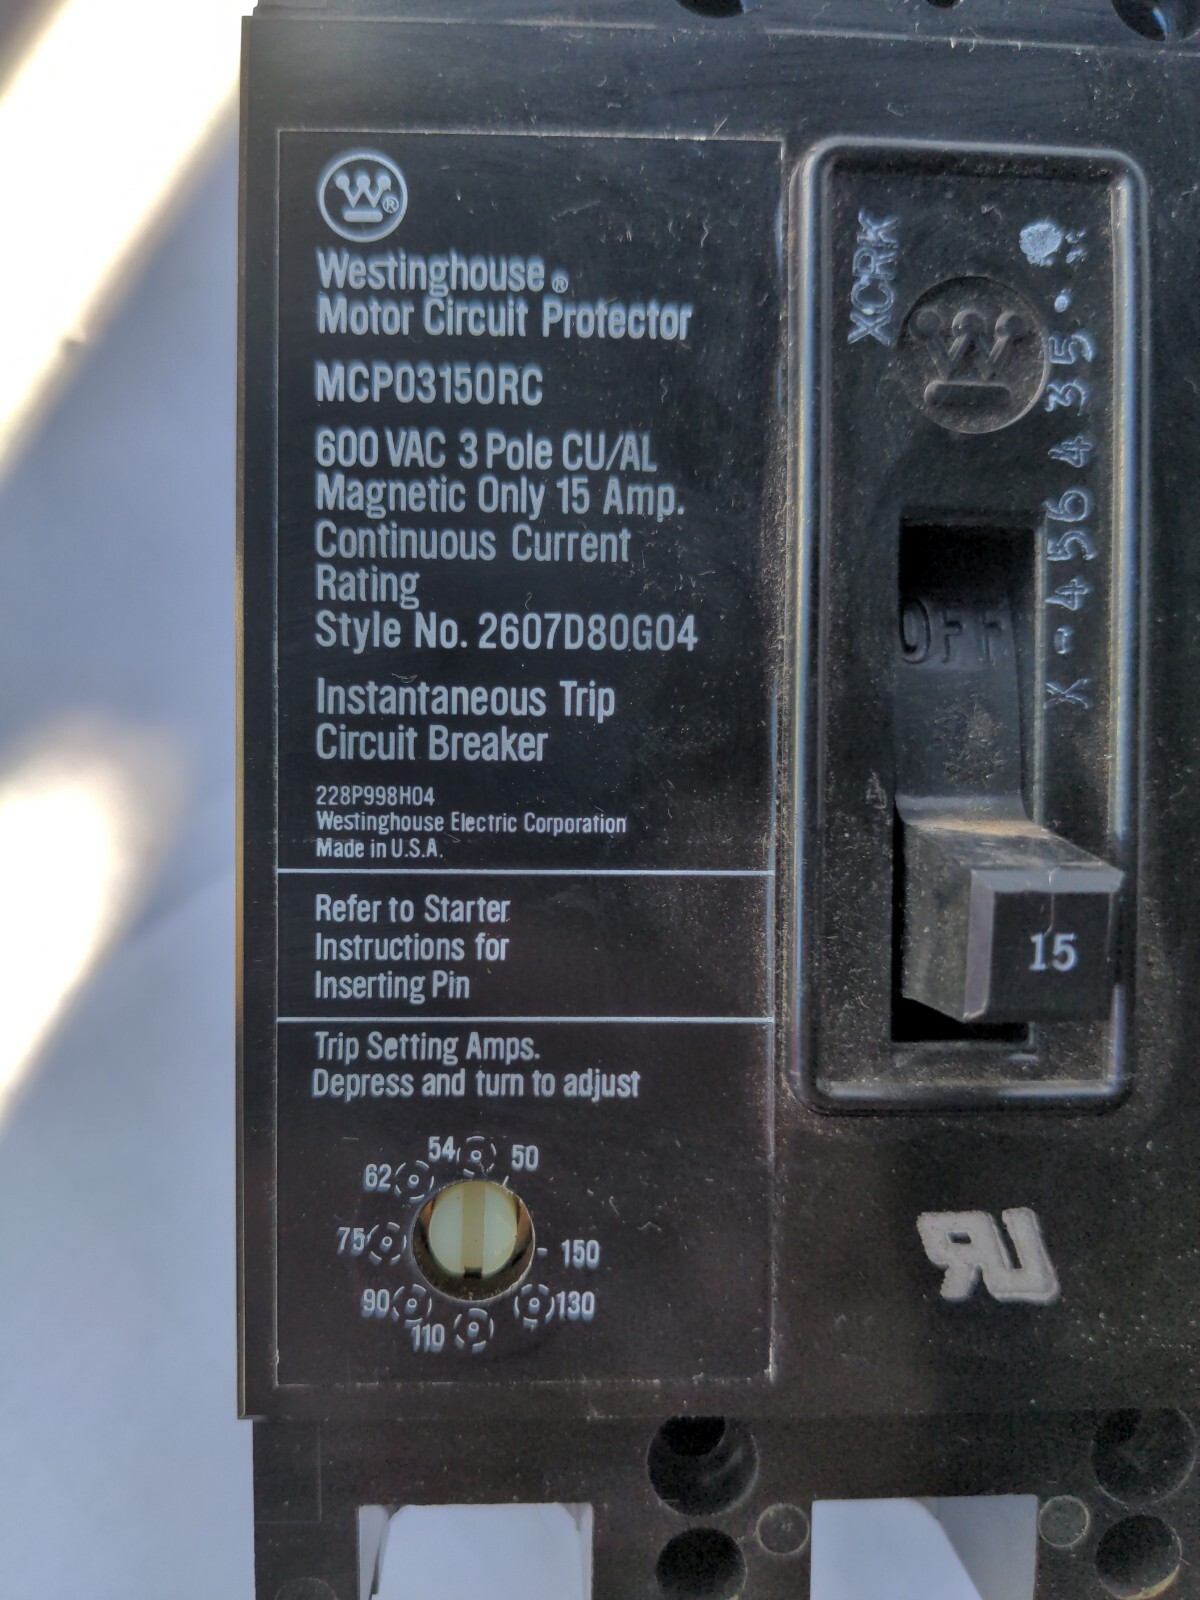 Westinghouse®
Motor Circuit Protector
MCP03150RC
600 VAC 3 Pole CU/AL
Magnetic Only 15 Amp.
Continuous Current
Rating
Style No. 2607D80G04
Instantaneous Trip
Circuit Breaker
228P998H04
Westinghouse Electric Corporation
Made in U.S.A.
Refer to Starter
Instructions for
Inserting Pin
Trip Setting Amps.
Depress and turn to adjust
54 50
62
75
150
90
130
110
XCRK
X-456435.
OFF
15
UR